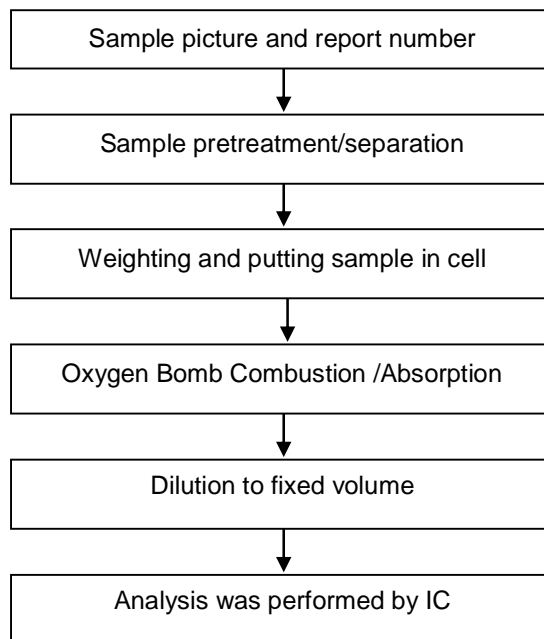 Sample picture and report number
Sample pretreatment/separation
Weighting and putting sample in cell
Oxygen Bomb Combustion /Absorption
Dilution to fixed volume
Analysis was performed by IC